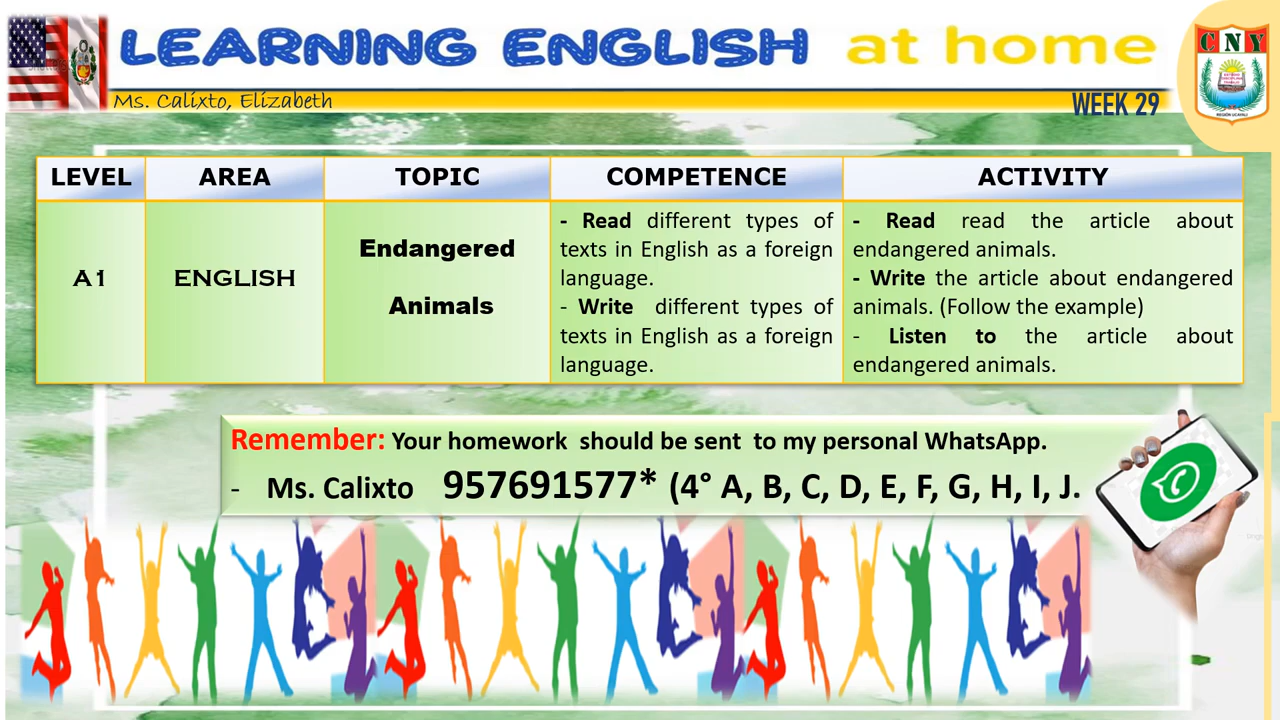 LEARNING ENGLISH at home
CNY
Ms. Calixto, Elizabeth
WEEK 29
REGIÓN UCAYALI
LEVEL AREA TOPIC COMPETENCE ACTIVITY
A1
ENGLISH
Endangered
Animals
- Read different types of
texts in English as a foreign
language.
- Write different types of
texts in English as a foreign
language.
- Read read the article about
endangered animals.
- Write the article about endangered
animals. (Follow the example)
- Listen to the article about
endangered animals.
Remember: Your homework should be sent to my personal WhatsApp.
- Ms. Calixto 957691577* (4° A, B, C, D, E, F, G, H, I, J.